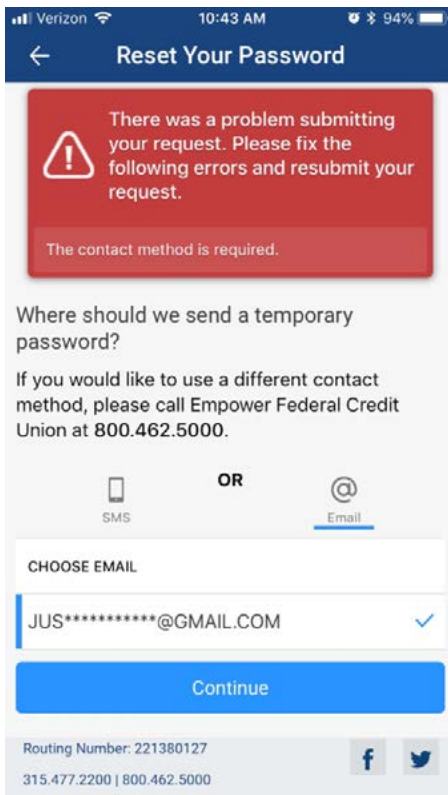 Verizon 10:43 AM 94%
Reset Your Password
There was a problem submitting
your request. Please fix the
following errors and resubmit your
request.
The contact method is required.
Where should we send a temporary
password?
If you would like to use a different contact
method, please call Empower Federal Credit
Union at 800.462.5000.
OR
SMS
@
Email
CHOOSE EMAIL
JUS***********@GMAIL.COM
Continue
Routing Number: 221380127
315.477.2200 | 800.462.5000